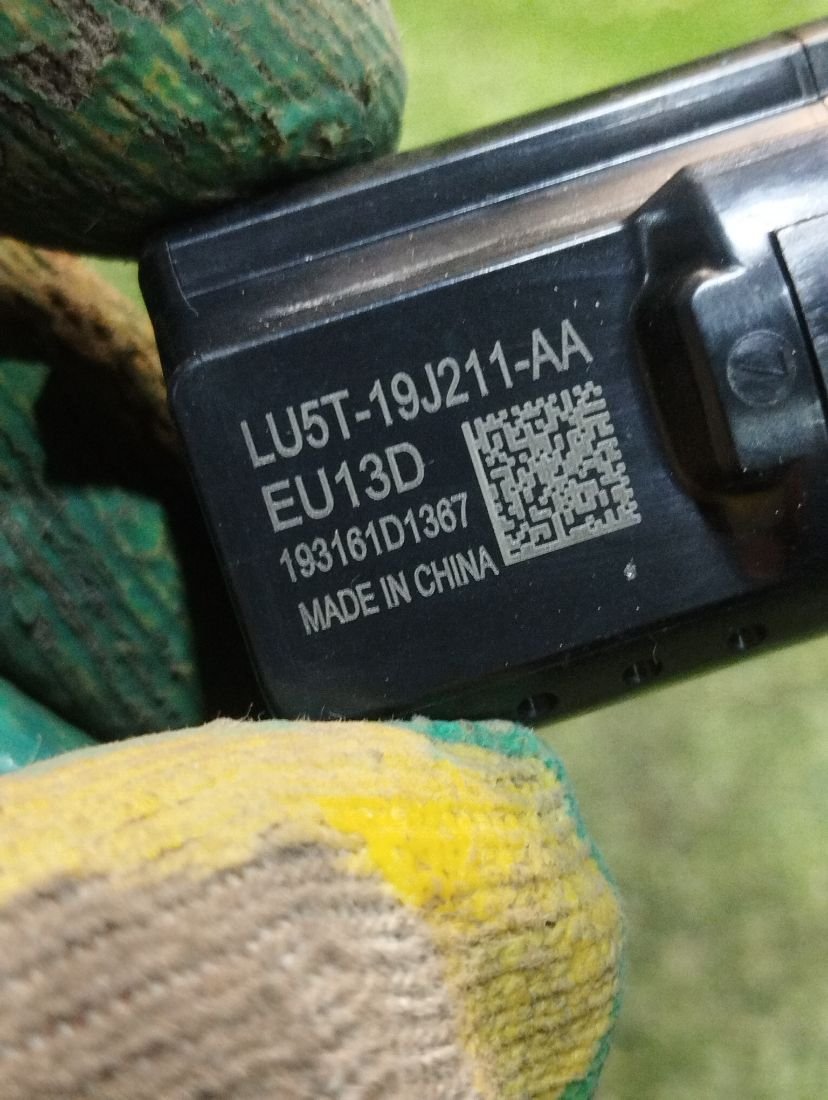 LU5T-19J211-AA
EU13D
193161D1367
MADE IN CHINA